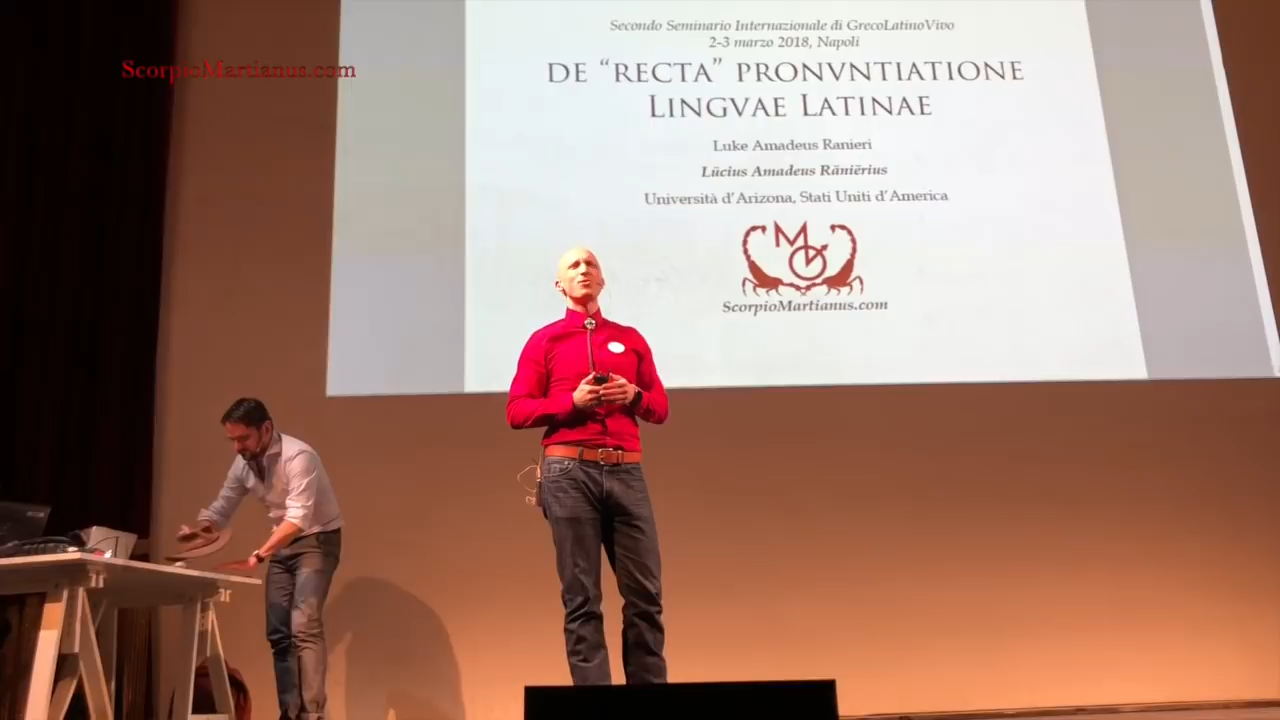 ScorpioMartianus.com
Secondo Seminario Internazionale di GrecoLatinoVivo
2-3 marzo 2018, Napoli
DE “RECTA” PRONVNTIATIONE
LINGVAE LATINAE
Luke Amadeus Ranieri
Lūcius Amadeus Rāniērius
Università d’Arizona, Stati Uniti d’America
ScorpioMartianus.com